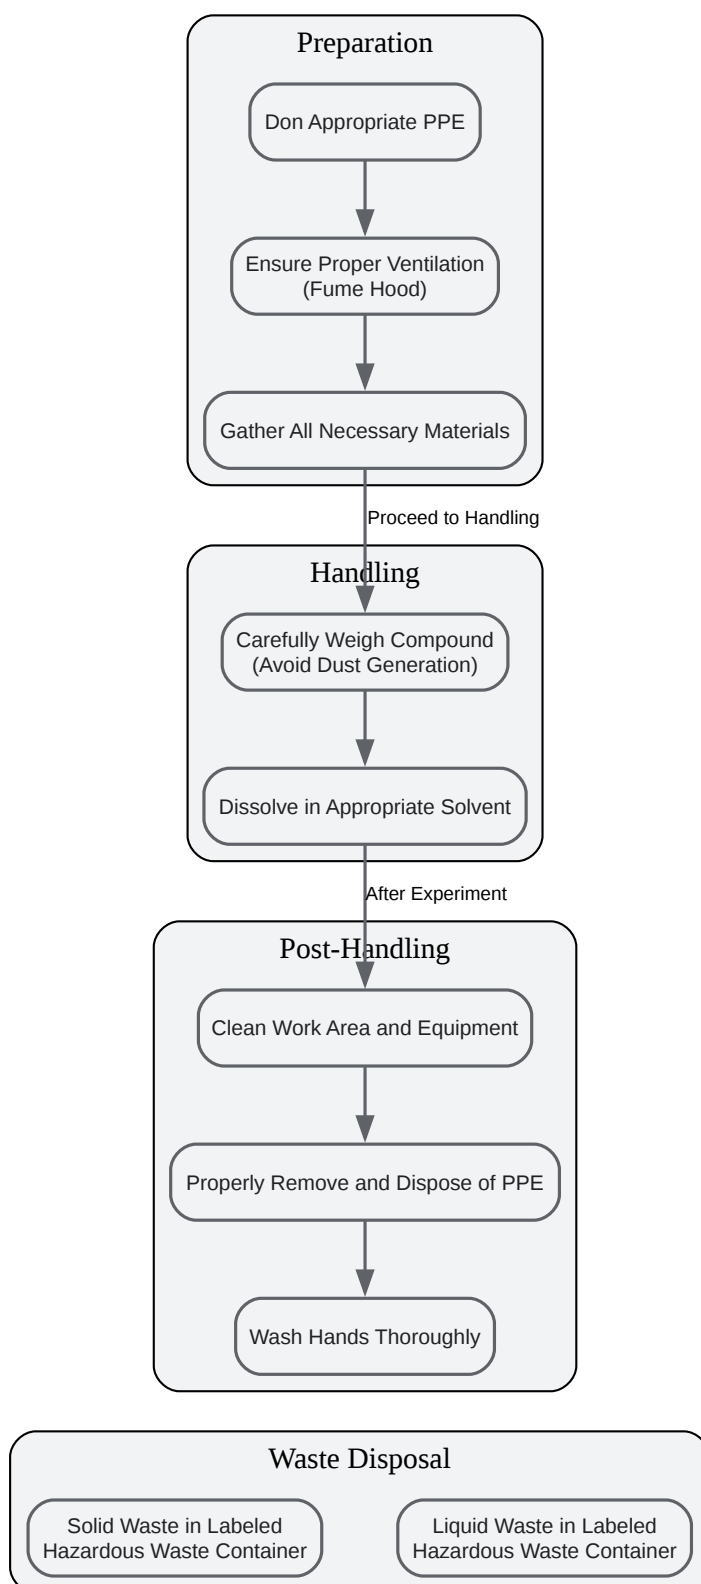 Preparation
Don Appropriate PPE
Ensure Proper Ventilation
(Fume Hood)
Gather All Necessary Materials
Proceed to Handling
Handling
Carefully Weigh Compound
(Avoid Dust Generation)
Dissolve in Appropriate Solvent
After Experiment
Post-Handling
Clean Work Area and Equipment
Properly Remove and Dispose of PPE
Wash Hands Thoroughly
Waste Disposal
Solid Waste in Labeled
Hazardous Waste Container
Liquid Waste in Labeled
Hazardous Waste Container